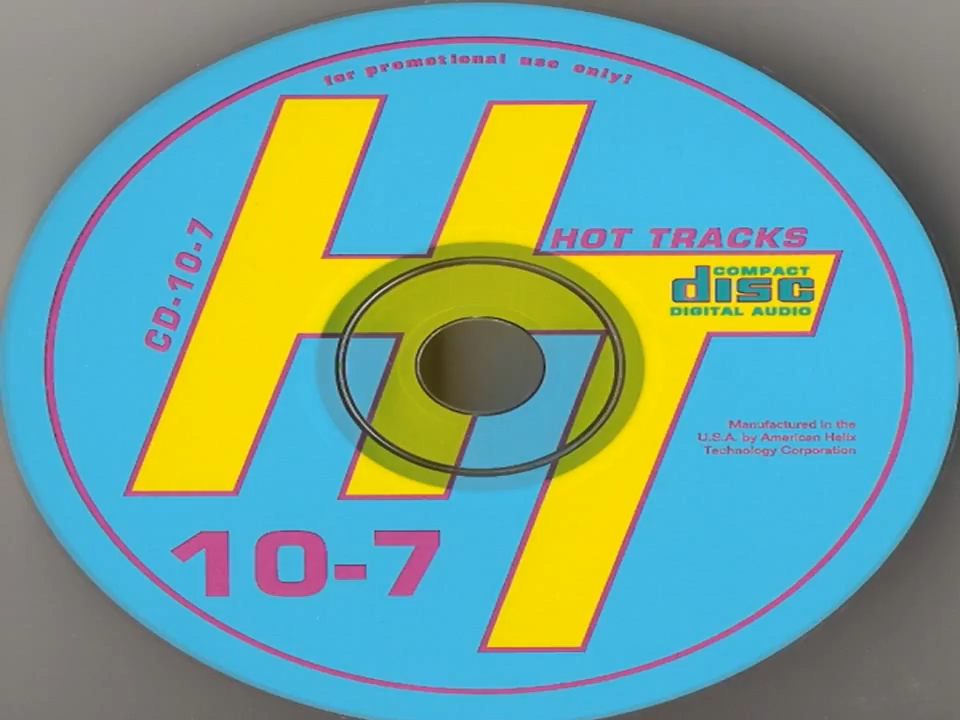 for promotional use only!
HT
HOT TRACKS
CD-10-7
COMPACT
disc
DIGITAL AUDIO
Manufactured in the
U.S.A. by American Helix
Technology Corporation
10-7